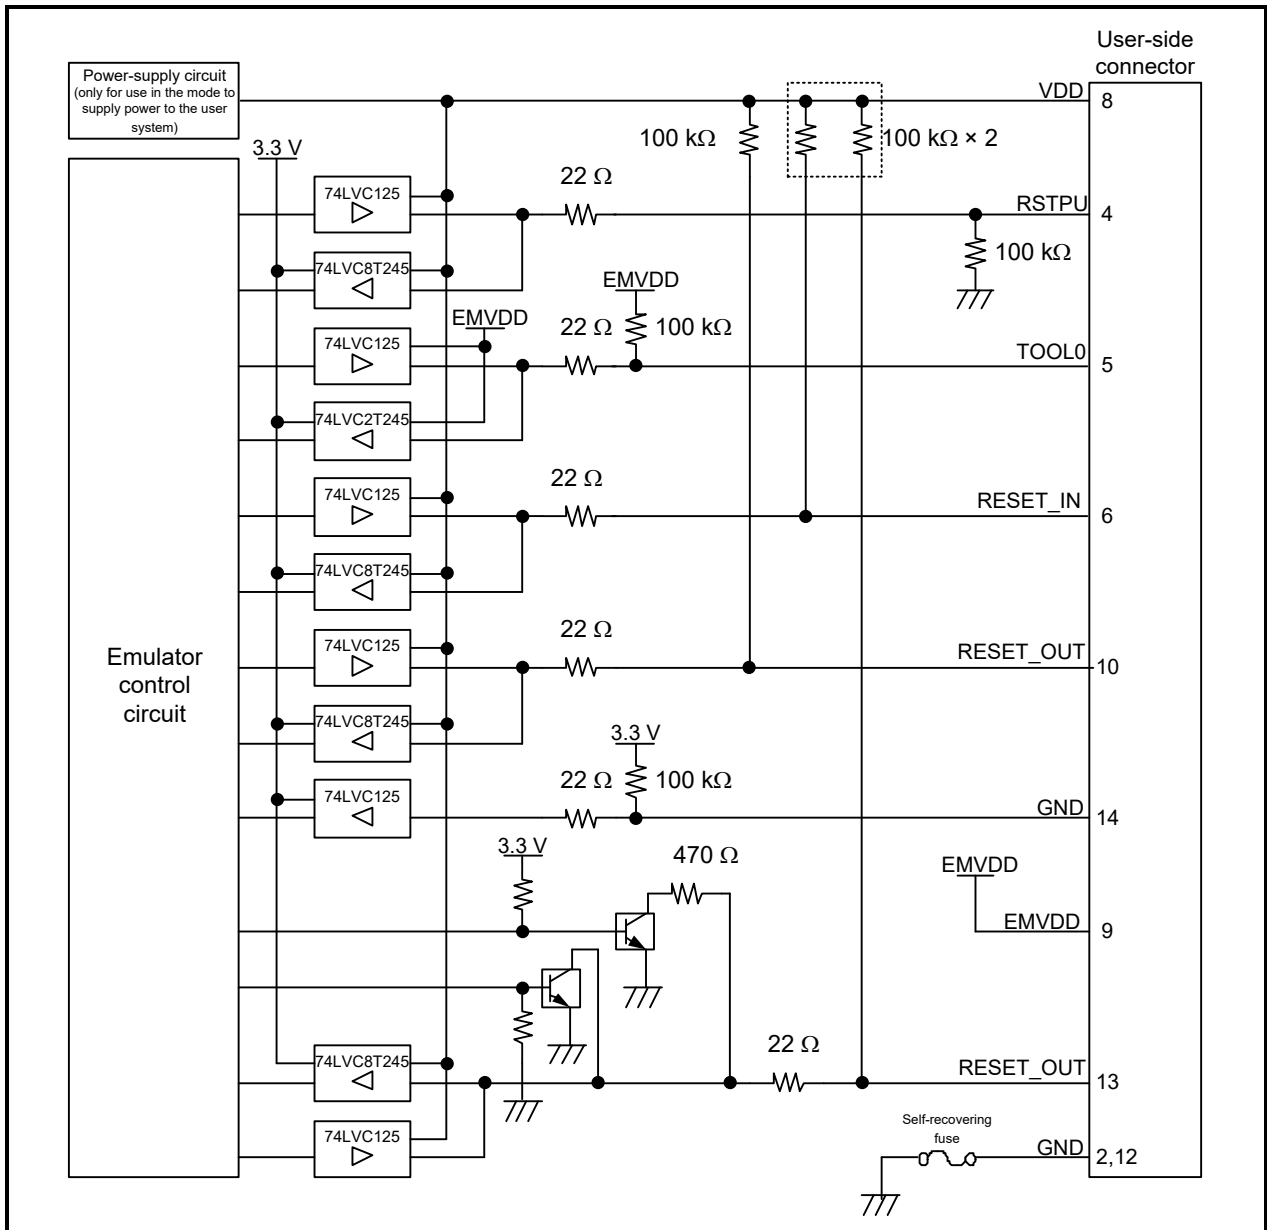 User-side
connector
Power-supply circuit
(only for use in the mode to
supply power to the user
system)
VDD
8
3.3 V
100 kΩ
100 kΩ × 2
74LVC125
22 Ω
RSTPU
4
74LVC8T245
100 kΩ
EMVDD
EMVDD
74LVC125
22 Ω
100 kΩ
TOOL0
5
74LVC2T245
74LVC125
22 Ω
RESET_IN
6
74LVC8T245
74LVC125
22 Ω
RESET_OUT
10
Emulator
control
circuit
74LVC8T245
3.3 V
74LVC125
22 Ω
100 kΩ
GND
14
3.3 V
470 Ω
EMVDD
EMVDD
9
22 Ω
74LVC8T245
RESET_OUT
13
74LVC125
Self-recovering
fuse
GND
2,12